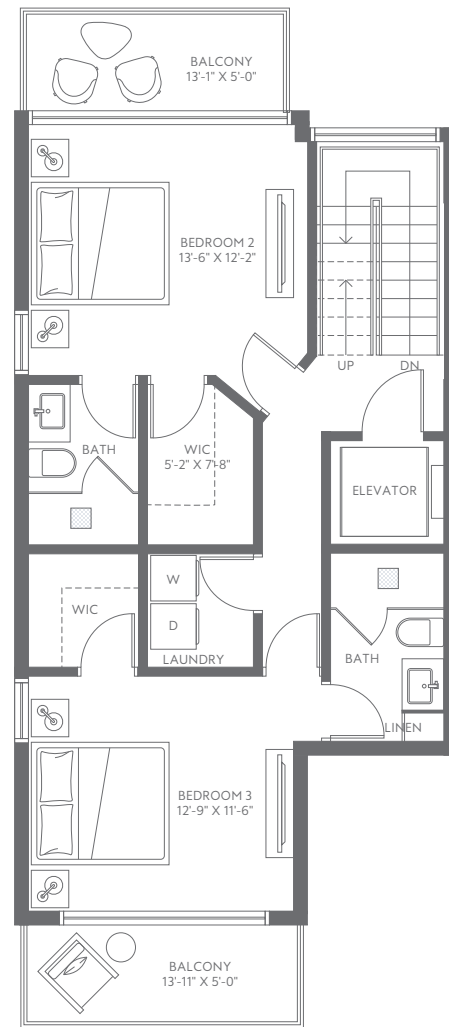 BALCONY
13'-1" X 5'-0"
BEDROOM 2
13'-6" X 12'-2"
UP
DN
BATH
WIC
5'-2" X 7'-8"
ELEVATOR
W
WIC
D
LAUNDRY
BATH
LINEN
BEDROOM 3
12'-9" X 11'-6"
BALCONY
13'-11" X 5'-0"